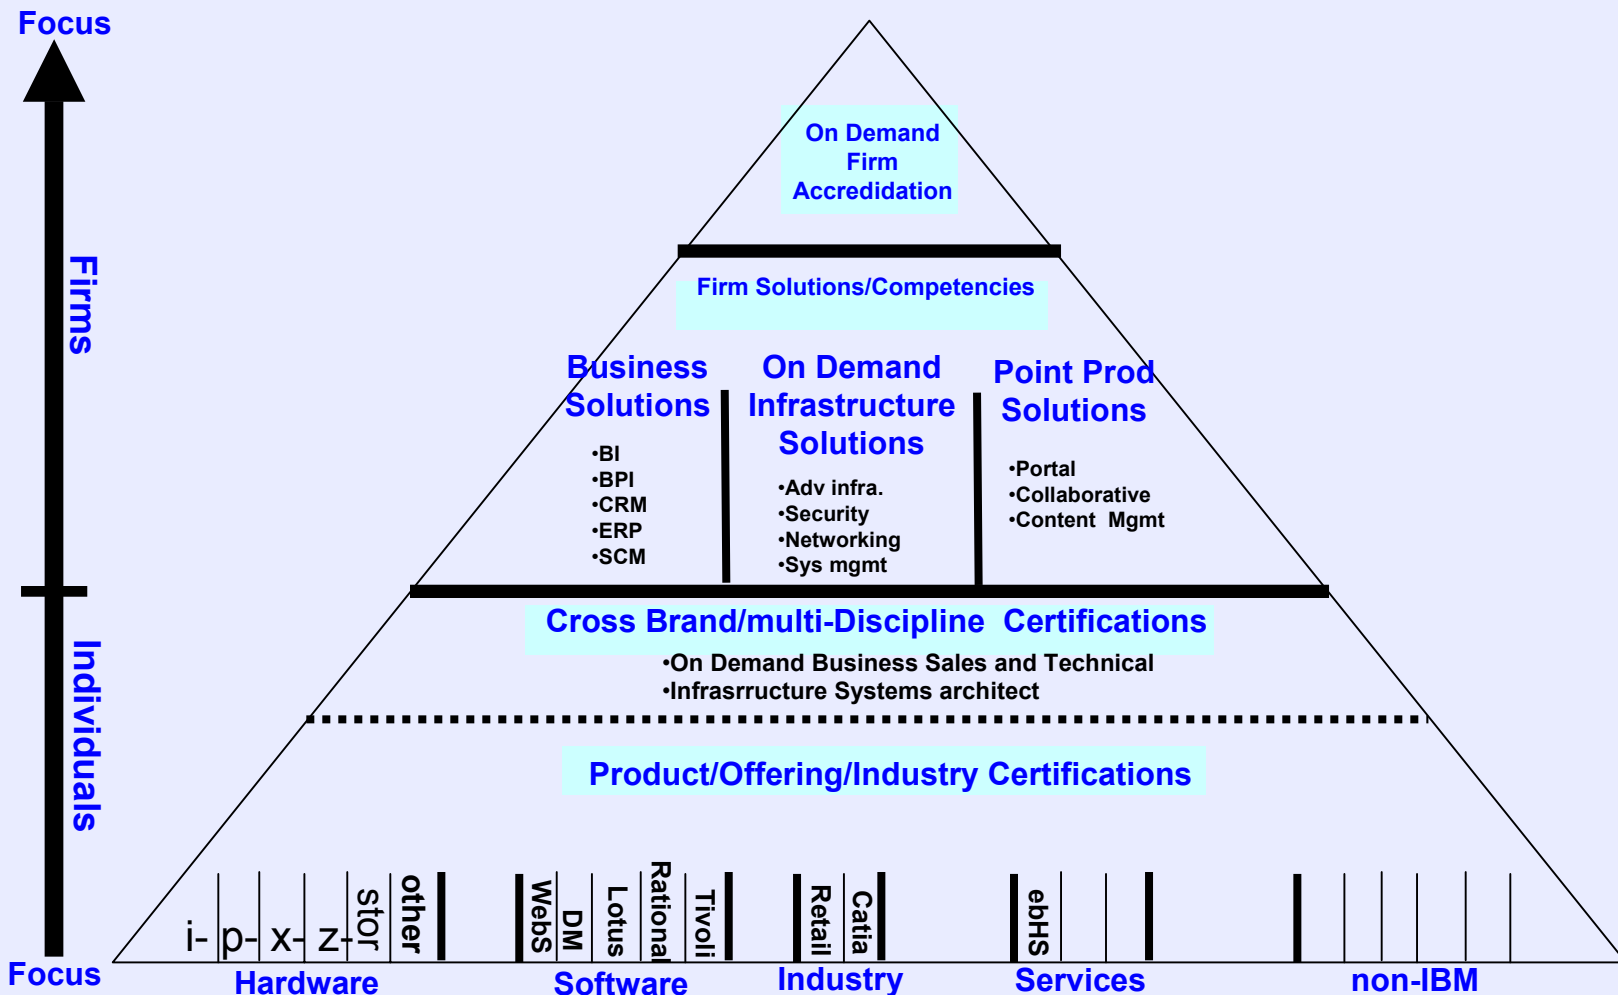 Focus
On Demand
Firm
Accredidation
Firms
Firm Solutions/Competencies
Business
Solutions
•BI
•BPI
•CRM
•ERP
•SCM
On Demand
Infrastructure
Solutions
•Adv infra.
•Security
•Networking
•Sys mgmt
Point Prod
Solutions
•Portal
•Collaborative
•Content Mgmt
Individuals
Cross Brand/multi-Discipline Certifications
•On Demand Business Sales and Technical
•Infrasrructure Systems architect
Product/Offering/Industry Certifications
i-
p-
x-
z-
stor
other
WebS
DM
Lotus
Rational
Tivoli
Retail
Catia
ebHS
Focus
Hardware
Software
Industry
Services
non-IBM